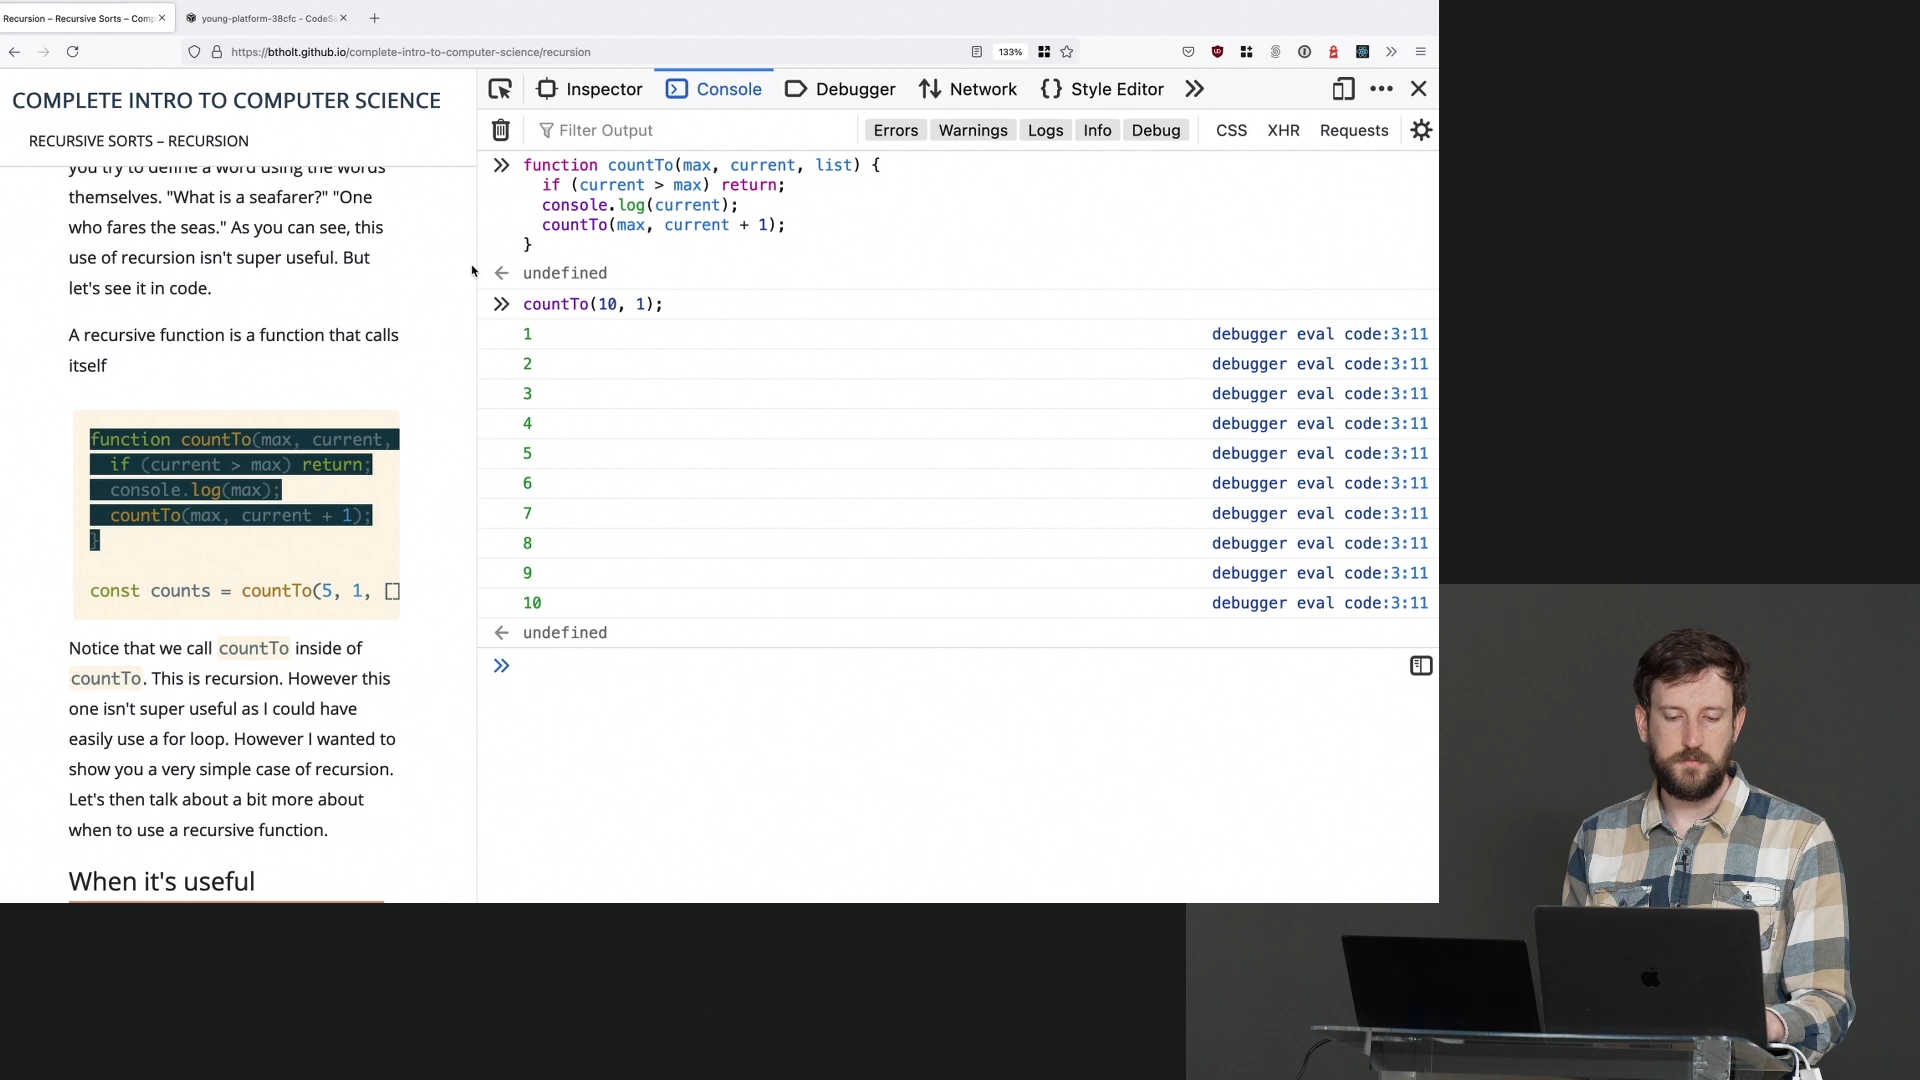 Recursion – Recursive Sorts – Comp
young-platform-38cfc - CodeS
https://btholt.github.io/complete-intro-to-computer-science/recursion
133%
COMPLETE INTRO TO COMPUTER SCIENCE
RECURSIVE SORTS – RECURSION
you try to define a word using the words
themselves. "What is a seafarer?" "One
who fares the seas." As you can see, this
use of recursion isn't super useful. But
let's see it in code.
A recursive function is a function that calls
itself
function countTo(max, current,
if (current > max) return;
console.log(max);
countTo(max, current + 1);
}
const counts = countTo(5, 1, []
Notice that we call countTo inside of
countTo. This is recursion. However this
one isn't super useful as I could have
easily use a for loop. However I wanted to
show you a very simple case of recursion.
Let's then talk about a bit more about
when to use a recursive function.
When it's useful
Inspector Console Debugger Network {} Style Editor
Filter Output Errors Warnings Logs Info Debug CSS XHR Requests
function countTo(max, current, list) {
if (current > max) return;
console.log(current);
countTo(max, current + 1);
}
undefined
countTo(10, 1);
1 debugger eval code:3:11
2 debugger eval code:3:11
3 debugger eval code:3:11
4 debugger eval code:3:11
5 debugger eval code:3:11
6 debugger eval code:3:11
7 debugger eval code:3:11
8 debugger eval code:3:11
9 debugger eval code:3:11
10 debugger eval code:3:11
undefined